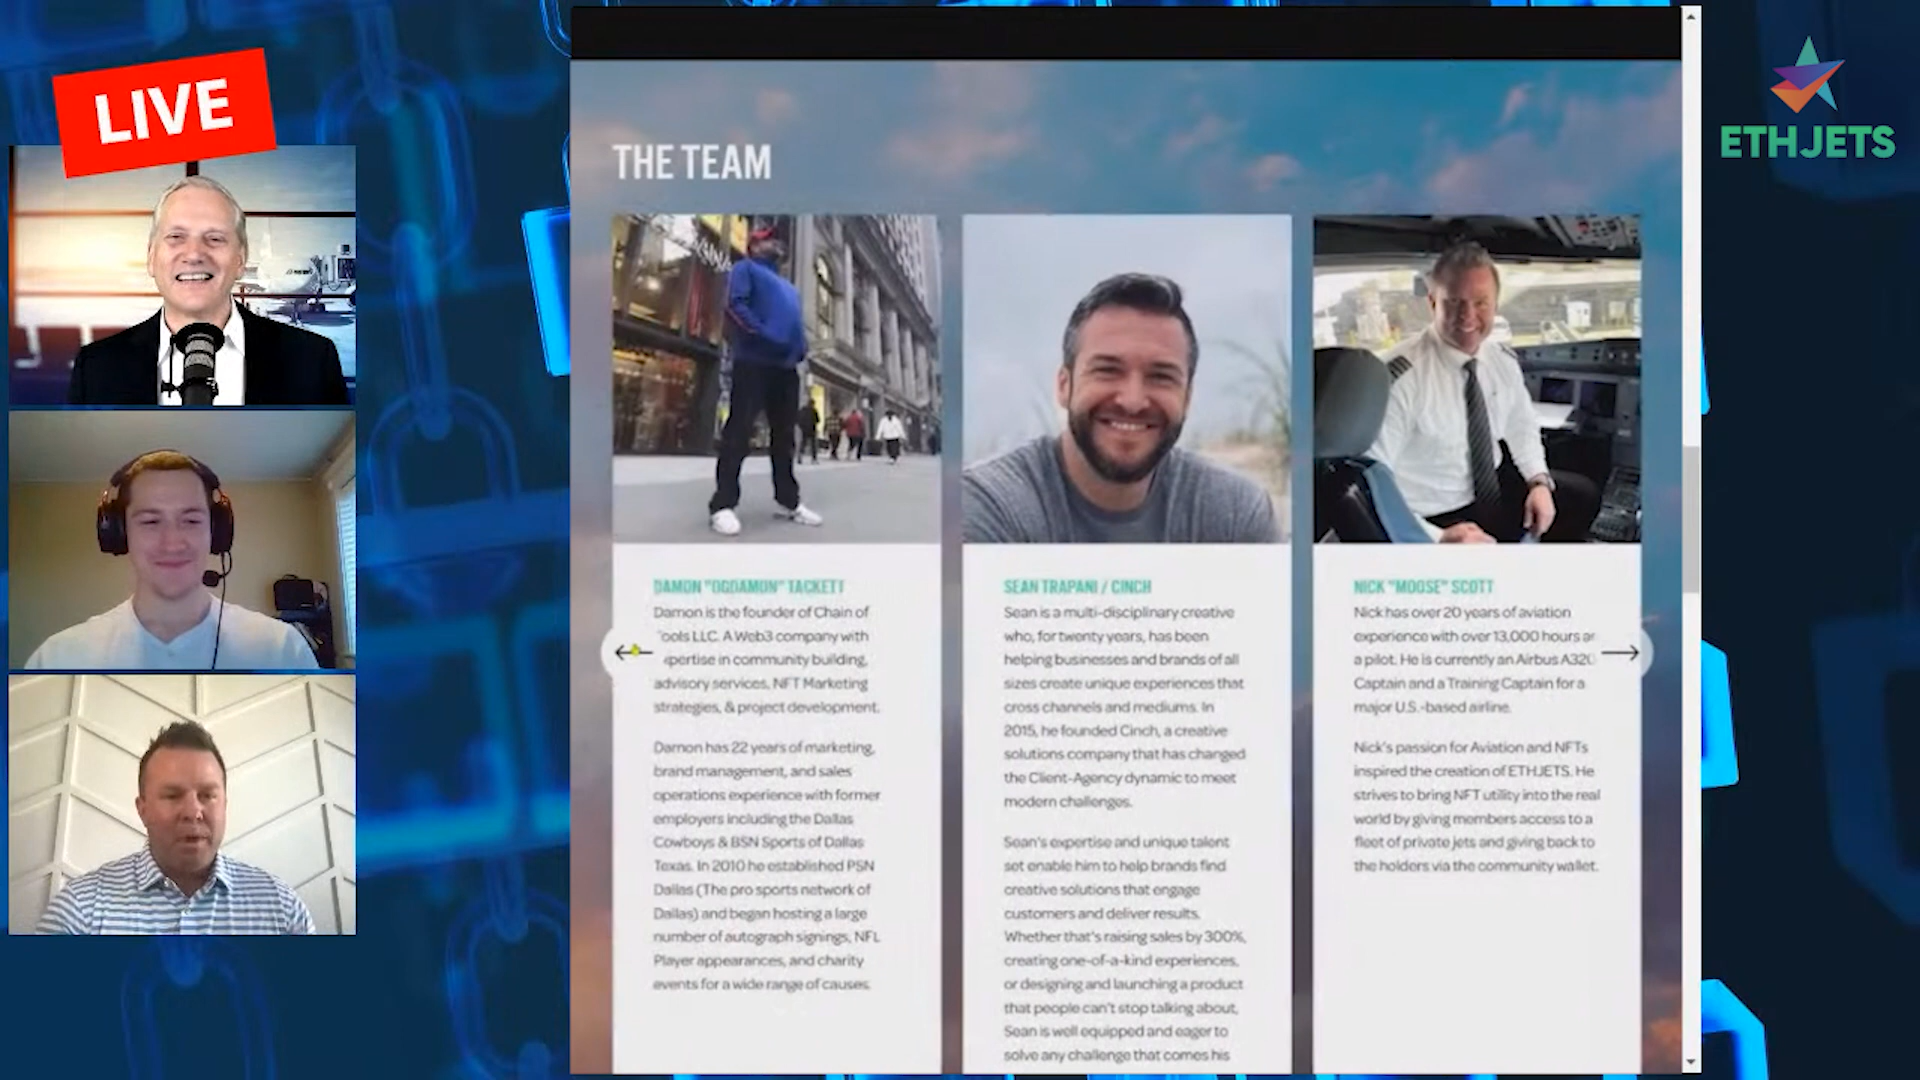 LIVE
ETHJETS
THE TEAM
DAMON "OGDAMON" TACKETT
Damon is the founder of Chain of
ools LLC. A Web3 company with
xpertise in community building,
advisory services, NFT Marketing
strategies, & project development.
Damon has 22 years of marketing,
brand management, and sales
operations experience with former
employers including the Dallas
Cowboys & BSN Sports of Dallas
Texas. In 2010 he established PSN
Dallas (The pro sports network of
Dallas) and began hosting a large
number of autograph signings, NFL
Player appearances, and charity
events for a wide range of causes.
SEAN TRAPANI / CINCH
Sean is a multi-disciplinary creative
who, for twenty years, has been
helping businesses and brands of all
sizes create unique experiences that
cross channels and mediums. In
2015, he founded Cinch, a creative
solutions company that has changed
the Client-Agency dynamic to meet
modern challenges.
Sean's expertise and unique talent
set enable him to help brands find
creative solutions that engage
customers and deliver results.
Whether that's raising sales by 300%,
creating one-of-a-kind experiences,
or designing and launching a product
that people can't stop talking about,
Sean is well equipped and eager to
solve any challenge that comes his
NICK "MOOSE" SCOTT
Nick has over 20 years of aviation
experience with over 13,000 hours as
a pilot. He is currently an Airbus A320
Captain and a Training Captain for a
major U.S.-based airline.
Nick's passion for Aviation and NFTs
inspired the creation of ETHJETS. He
strives to bring NFT utility into the real
world by giving members access to a
fleet of private jets and giving back to
the holders via the community wallet.